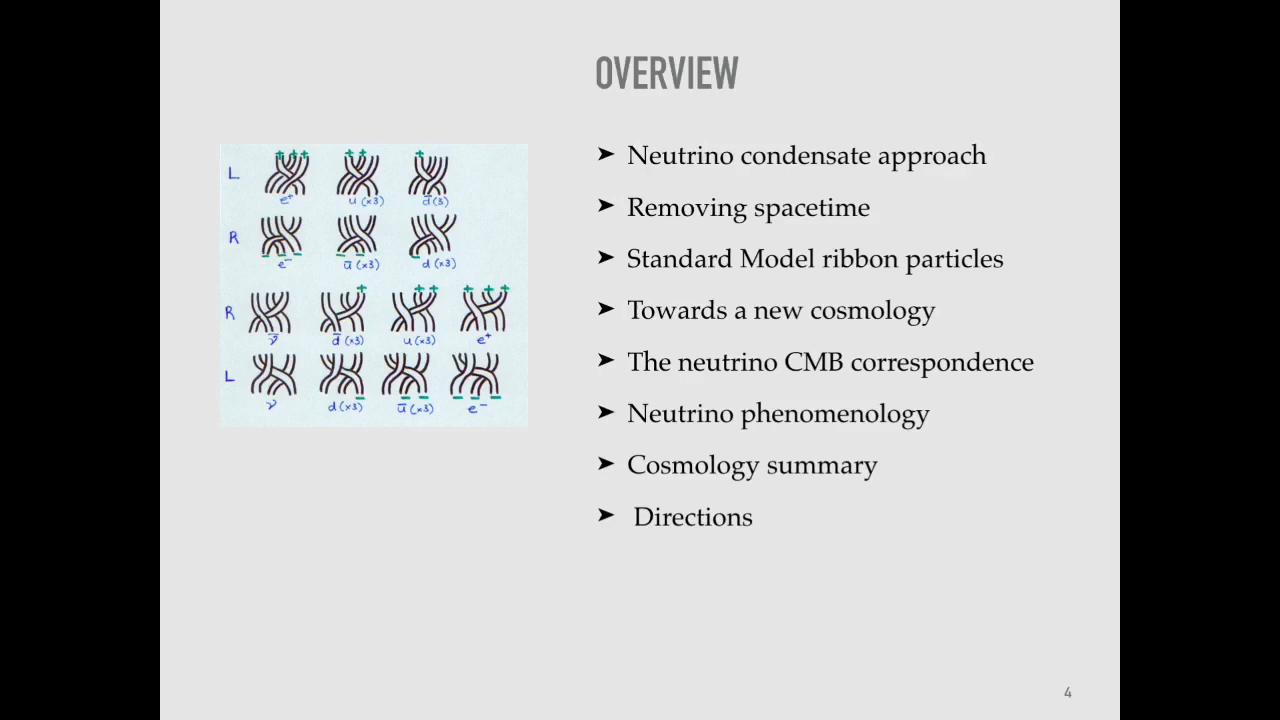 OVERVIEW
➤ Neutrino condensate approach
➤ Removing spacetime
➤ Standard Model ribbon particles
➤ Towards a new cosmology
➤ The neutrino CMB correspondence
➤ Neutrino phenomenology
➤ Cosmology summary
➤ Directions
+ + + + + +
L
e⁺ u (×3) d̅ (3)
R
− − − − − −
e⁻ u̅ (×3) d (×3)
+ + + + + +
R
ν̅ d̅ (×3) u (×3) e⁺
L
− − − − − −
ν d (×3) u̅ (×3) e⁻
4